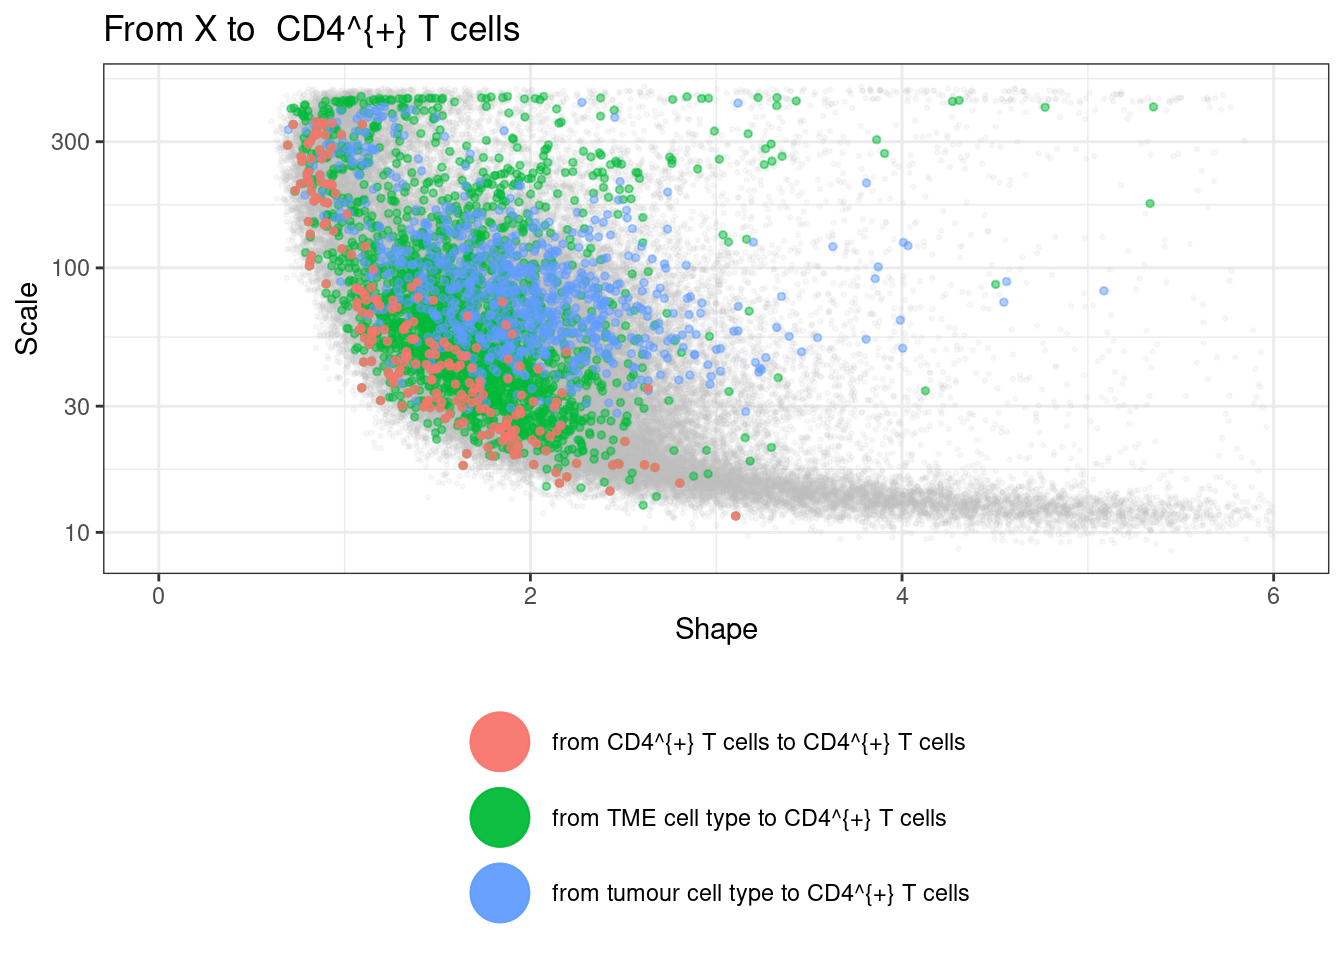 From X to  CD4^{+} T cells
300
100
30
10
Scale
0 2 4 6
Shape
from CD4^{+} T cells to CD4^{+} T cells
from TME cell type to CD4^{+} T cells
from tumour cell type to CD4^{+} T cells